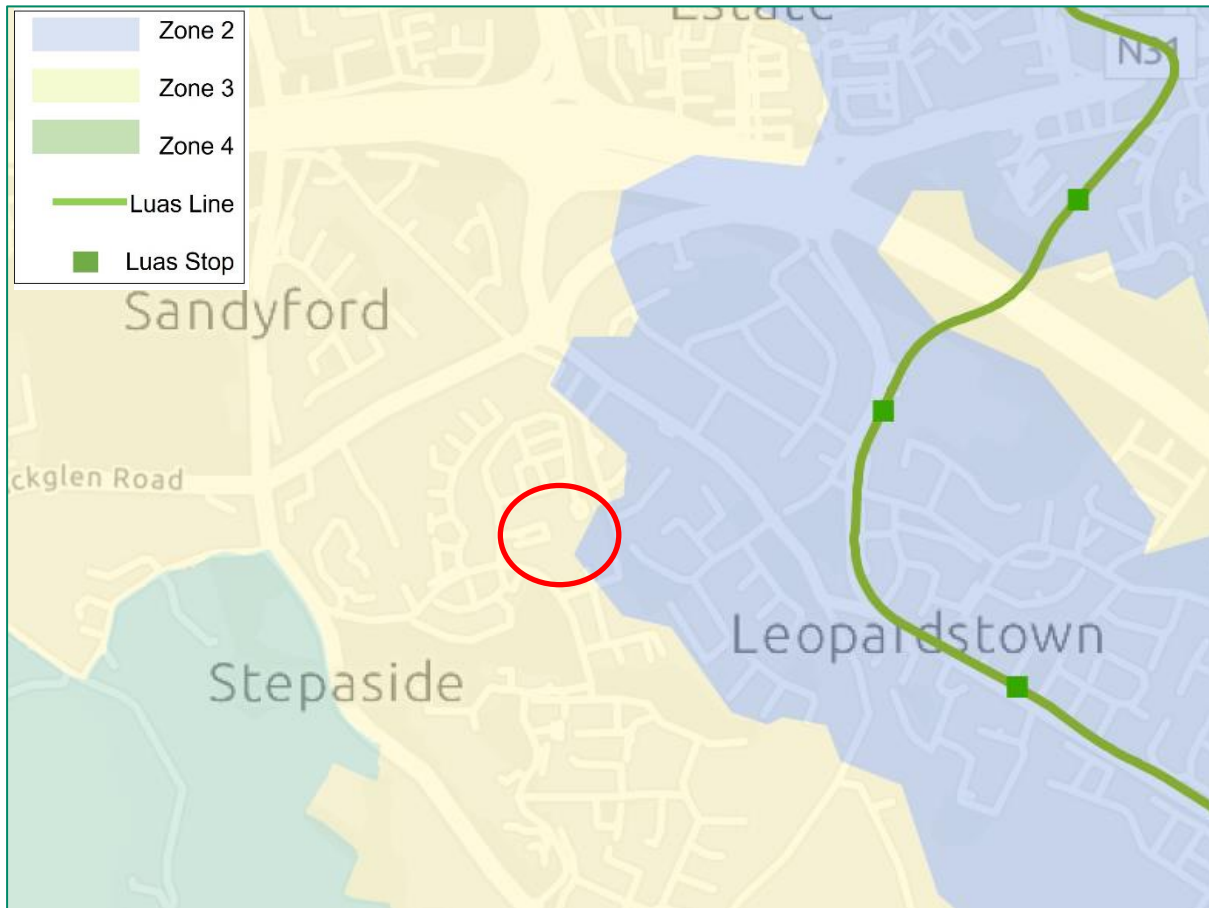 Zone 2
Zone 3
Zone 4
Luas Line
Luas Stop
Estate
N31
Sandyford
ckglen Road
Leopardstown
Stepaside